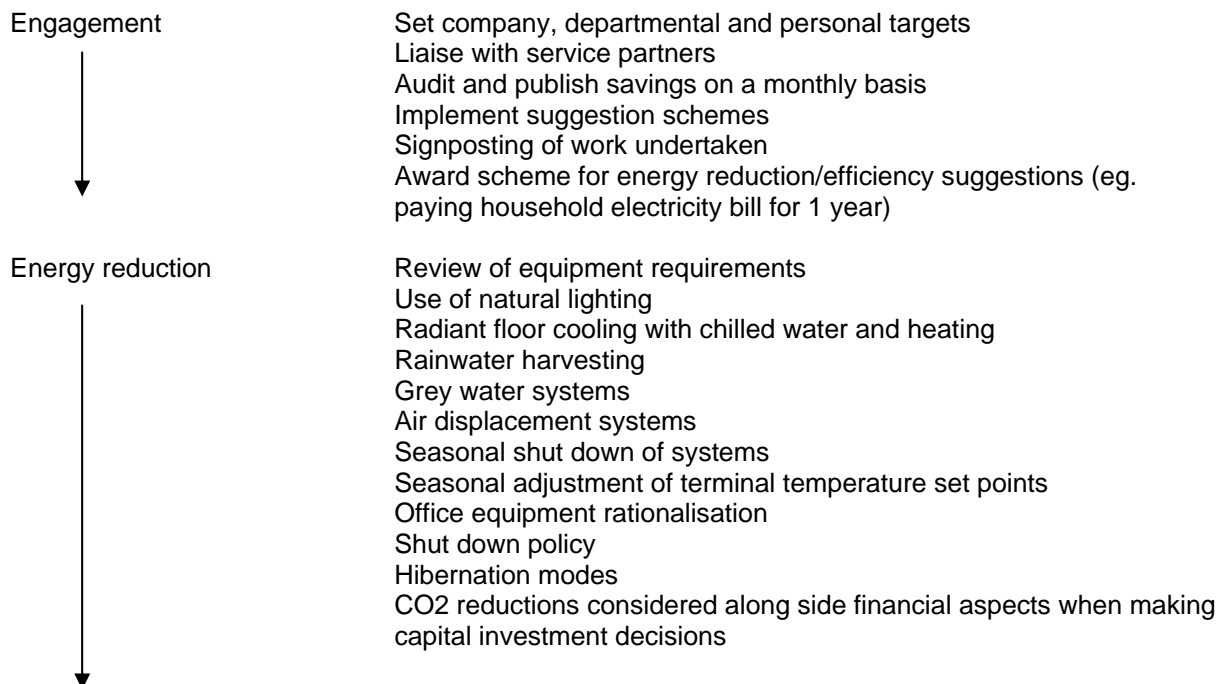 Engagement Set company, departmental and personal targets
Liaise with service partners
Audit and publish savings on a monthly basis
Implement suggestion schemes
Signposting of work undertaken
Award scheme for energy reduction/efficiency suggestions (eg.
paying household electricity bill for 1 year)
Energy reduction Review of equipment requirements
Use of natural lighting
Radiant floor cooling with chilled water and heating
Rainwater harvesting
Grey water systems
Air displacement systems
Seasonal shut down of systems
Seasonal adjustment of terminal temperature set points
Office equipment rationalisation
Shut down policy
Hibernation modes
CO2 reductions considered along side financial aspects when making
capital investment decisions